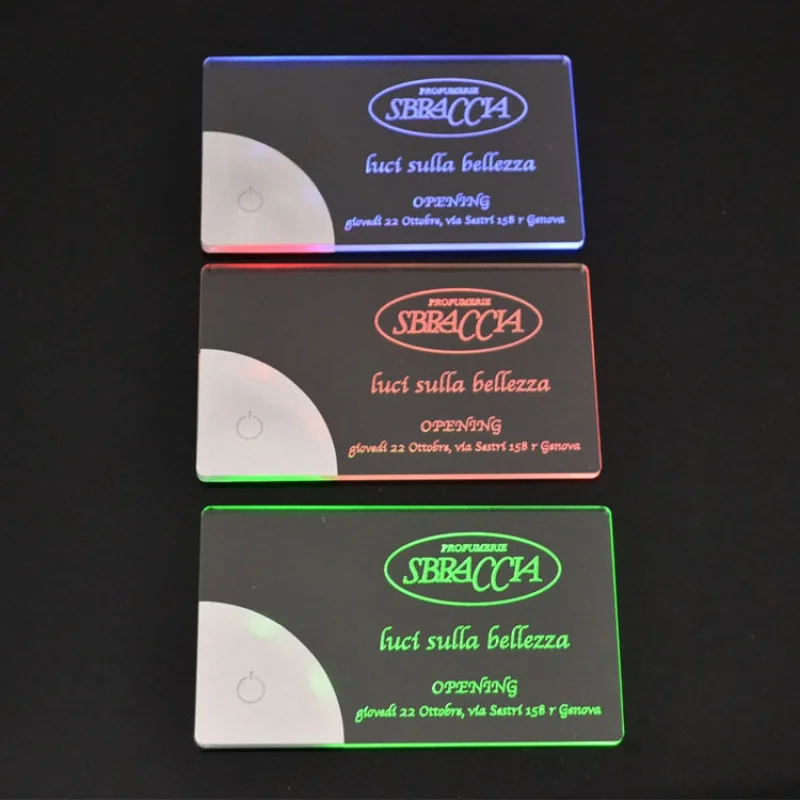 PROFUMERIE
SBRACCIA
luci sulla bellezza
OPENING
giovedì 22 Ottobre, via Sestri 158 r Genova
PROFUMERIE
SBRACCIA
luci sulla bellezza
OPENING
giovedì 22 Ottobre, via Sestri 158 r Genova
PROFUMERIE
SBRACCIA
luci sulla bellezza
OPENING
giovedì 22 Ottobre, via Sestri 158 r Genova